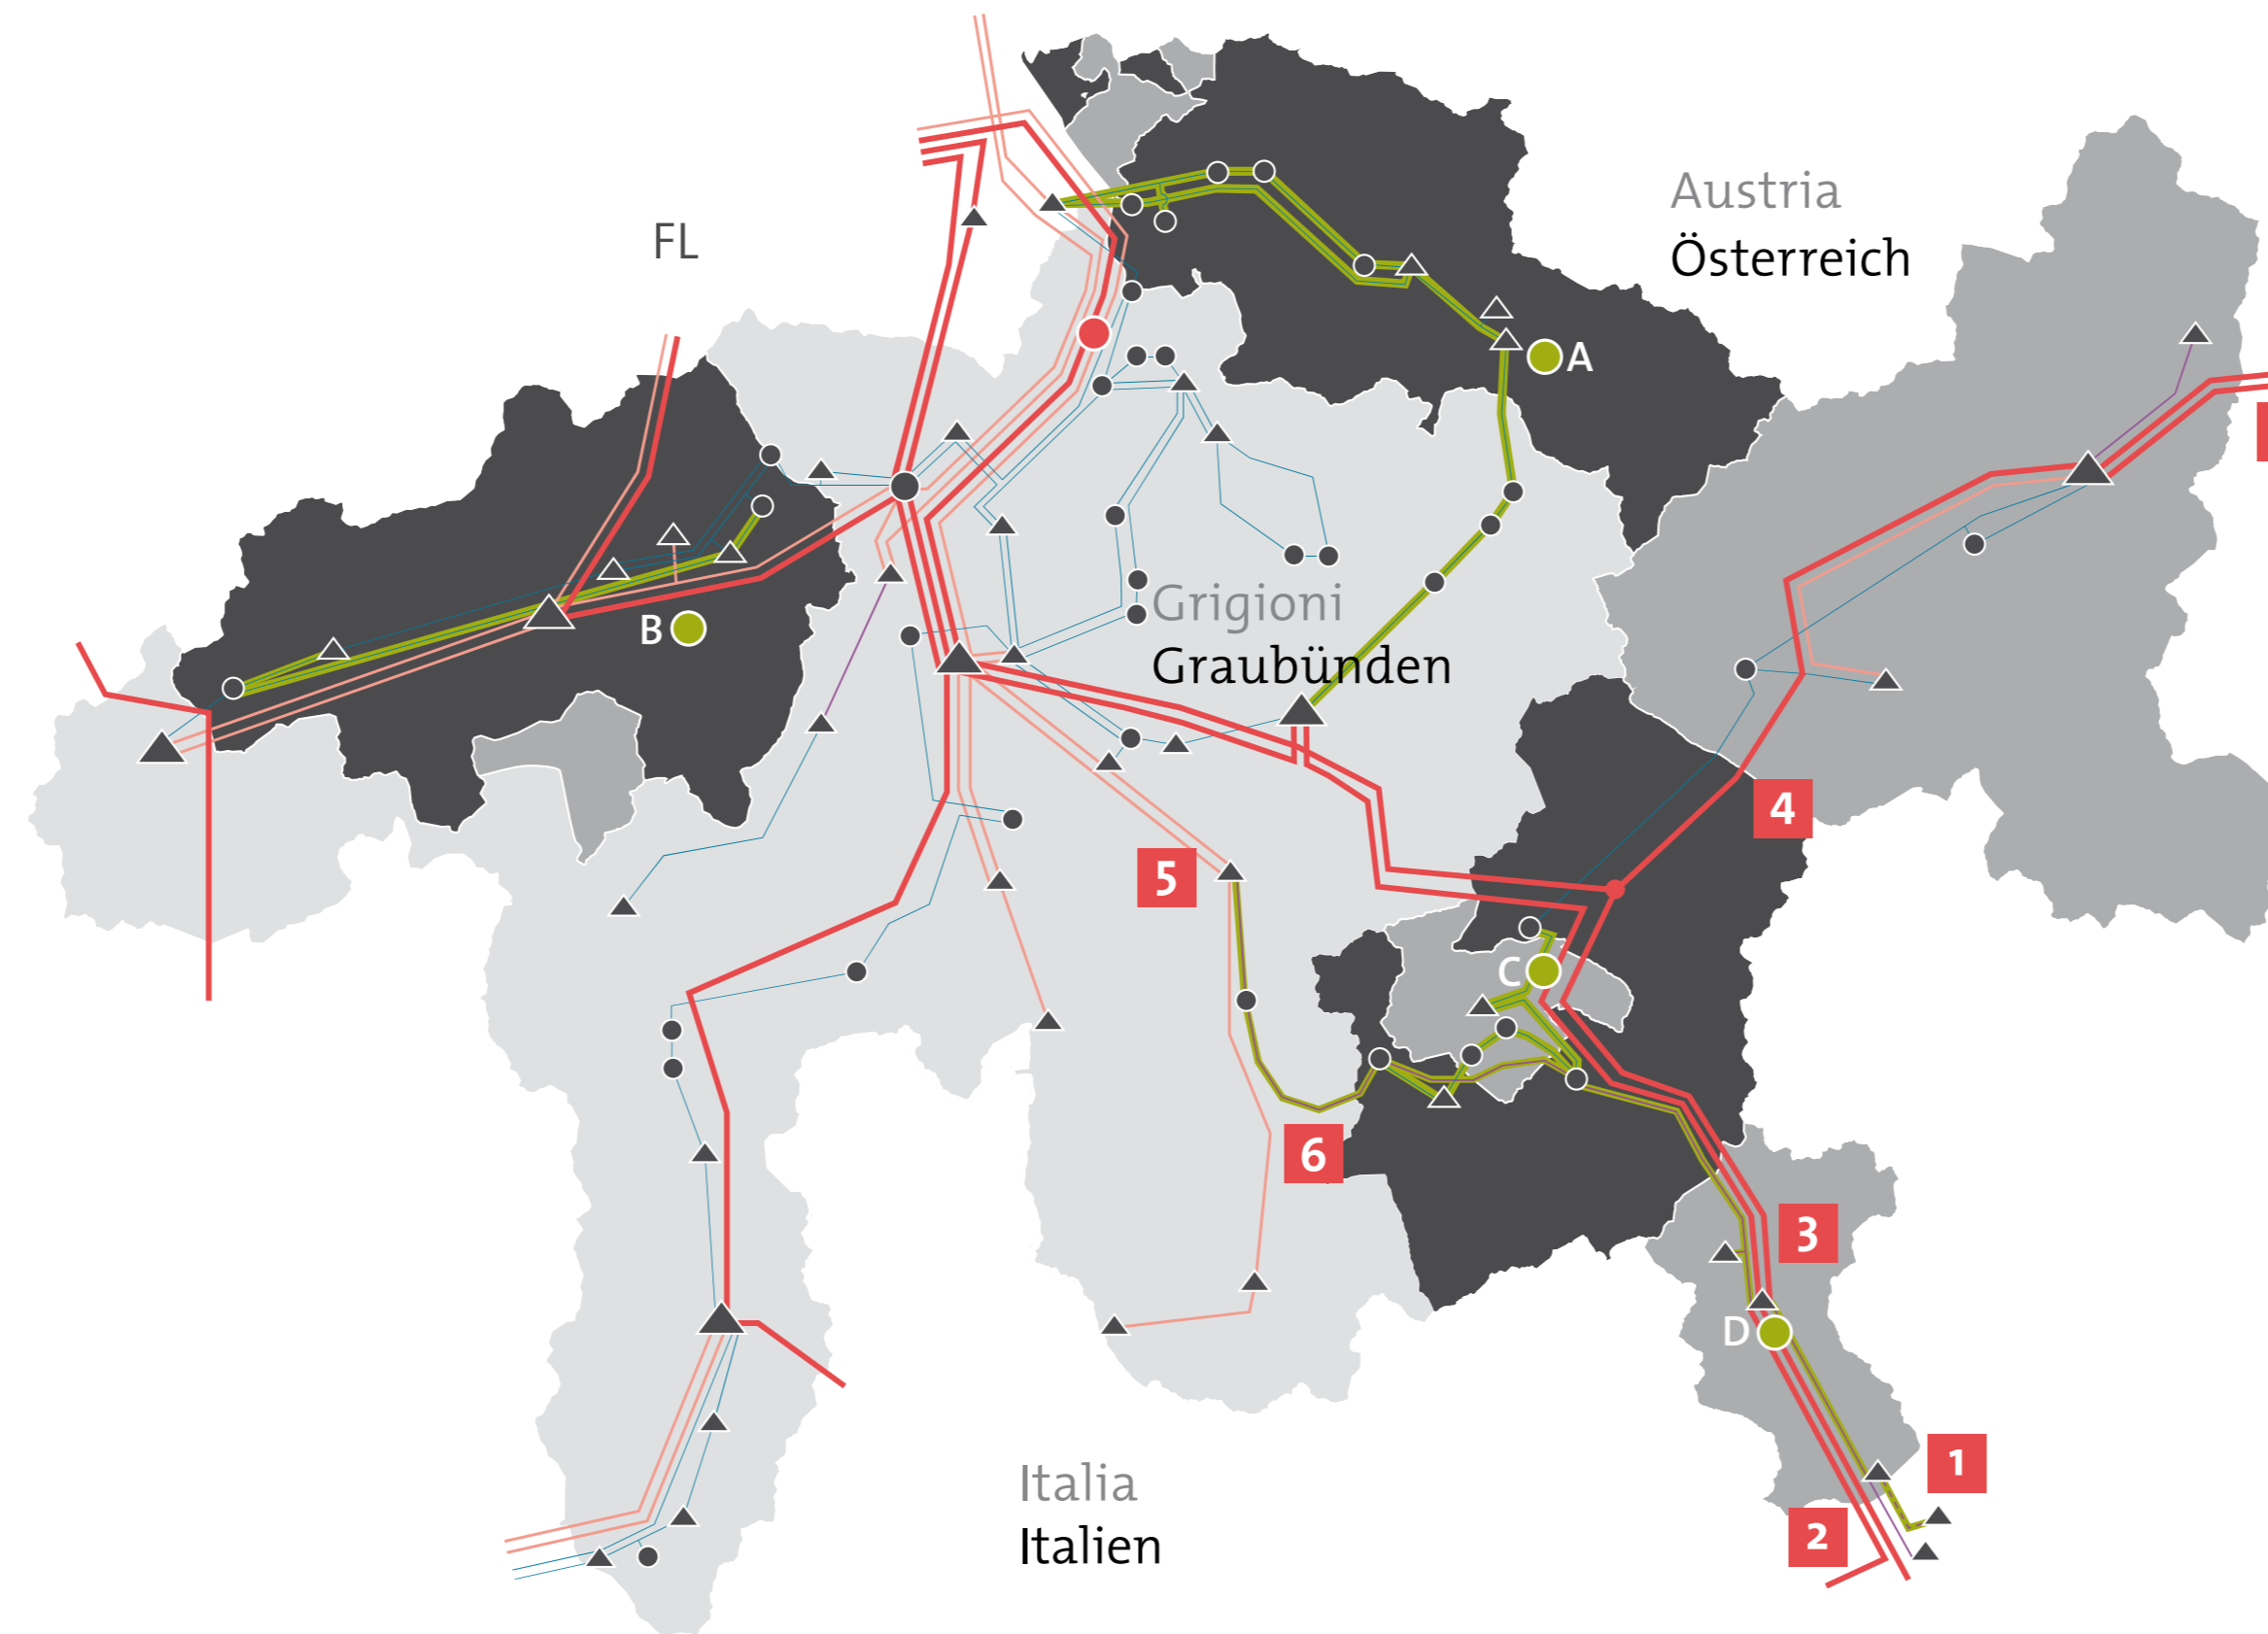 Austria
Österreich
FL
A
Grigioni
Graubünden
B
4
5
C
6
3
D
1
2
Italia
Italien